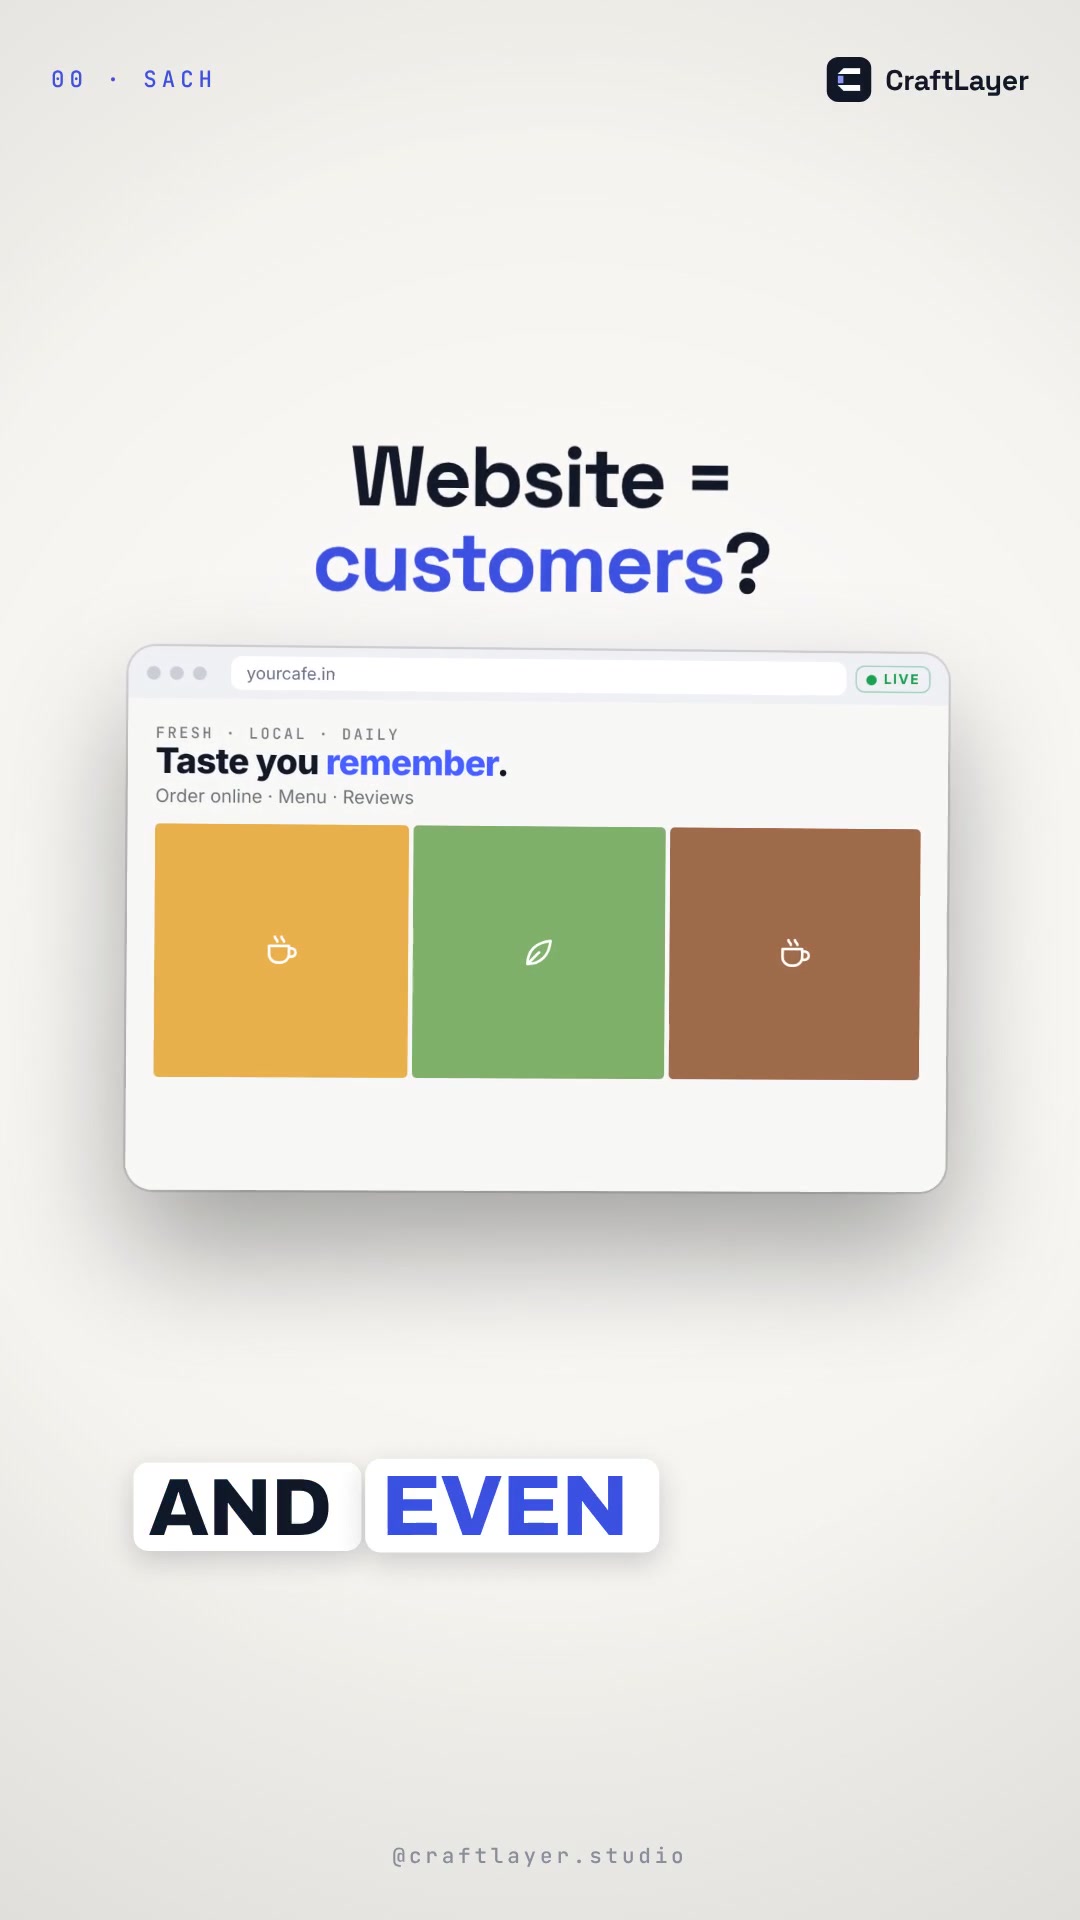 00 · SACH
CraftLayer
Website =
customers?
yourcafe.in
LIVE
FRESH · LOCAL · DAILY
Taste you remember.
Order online · Menu · Reviews
AND EVEN
@craftlayer.studio